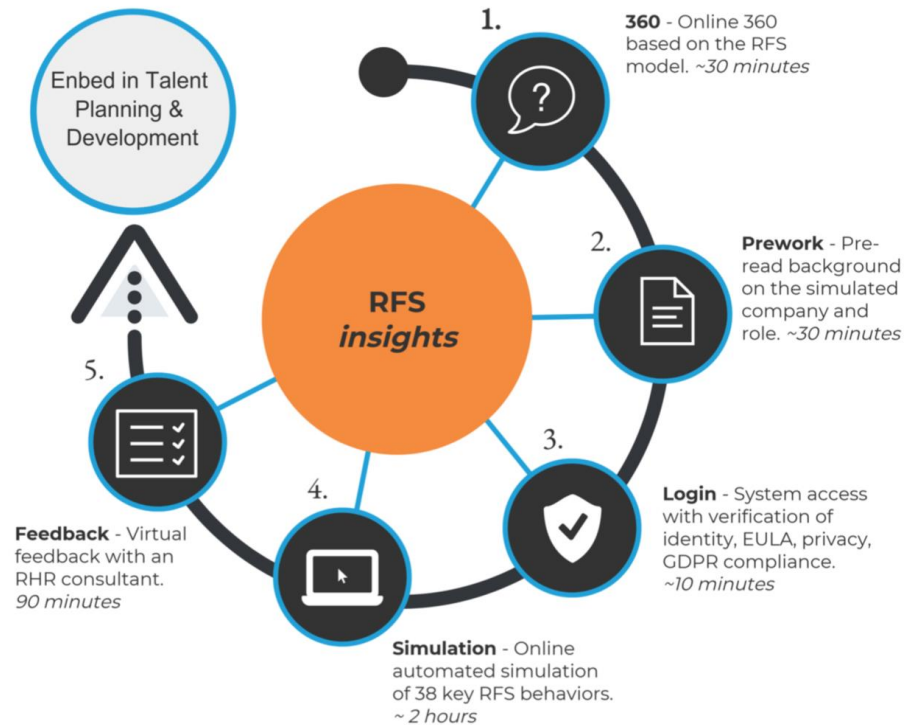 Enbed in Talent
Planning &
Development
1.
360 - Online 360
based on the RFS
model. ~30 minutes
?
2.
Prework - Pre-
read background
on the simulated
company and
role. ~30 minutes
RFS
insights
3.
Login - System access
with verification of
identity, EULA, privacy,
GDPR compliance.
~10 minutes
4.
Simulation - Online
automated simulation
of 38 key RFS behaviors.
~ 2 hours
5.
Feedback - Virtual
feedback with an
RHR consultant.
90 minutes